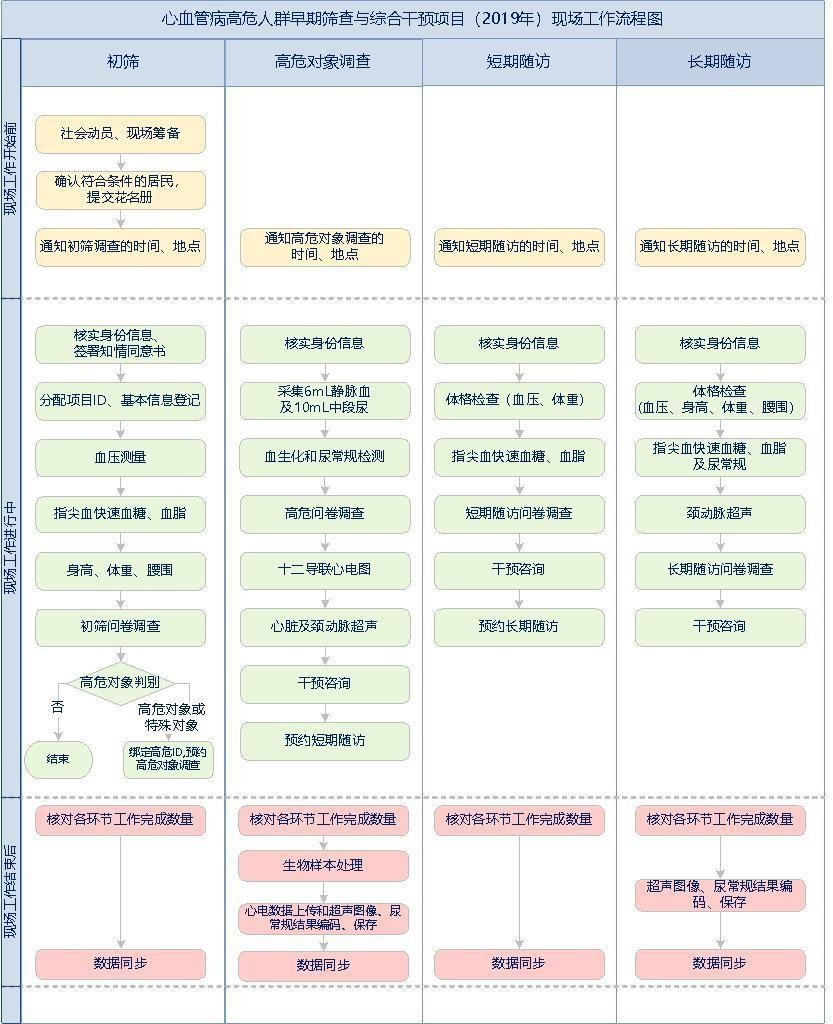 心血管病高危人群早期筛查与综合干预项目（2019年）现场工作流程图
初筛
高危对象调查
短期随访
长期随访
现场工作开始前
社会动员、现场筹备
确认符合条件的居民，
提交花名册
通知初筛调查的时间、地点
通知高危对象调查的
时间、地点
通知短期随访的时间、地点
通知长期随访的时间、地点
现场工作进行中
核实身份信息、
签署知情同意书
分配项目ID、基本信息登记
血压测量
指尖血快速血糖、血脂
身高、体重、腰围
初筛问卷调查
高危对象判别
否
高危对象或
特殊对象
结束
绑定高危ID,预约
高危对象调查
核实身份信息
采集6mL静脉血
及10mL中段尿
血生化和尿常规检测
高危问卷调查
十二导联心电图
心脏及颈动脉超声
干预咨询
预约短期随访
核实身份信息
体格检查（血压、体重）
指尖血快速血糖、血脂
短期随访问卷调查
干预咨询
预约长期随访
核实身份信息
体格检查
(血压、身高、体重、腰围)
指尖血快速血糖、血脂
及尿常规
颈动脉超声
长期随访问卷调查
干预咨询
现场工作结束后
核对各环节工作完成数量
数据同步
核对各环节工作完成数量
生物样本处理
心电数据上传和超声图像、尿
常规结果编码、保存
数据同步
核对各环节工作完成数量
数据同步
核对各环节工作完成数量
超声图像、尿常规结果编
码、保存
数据同步